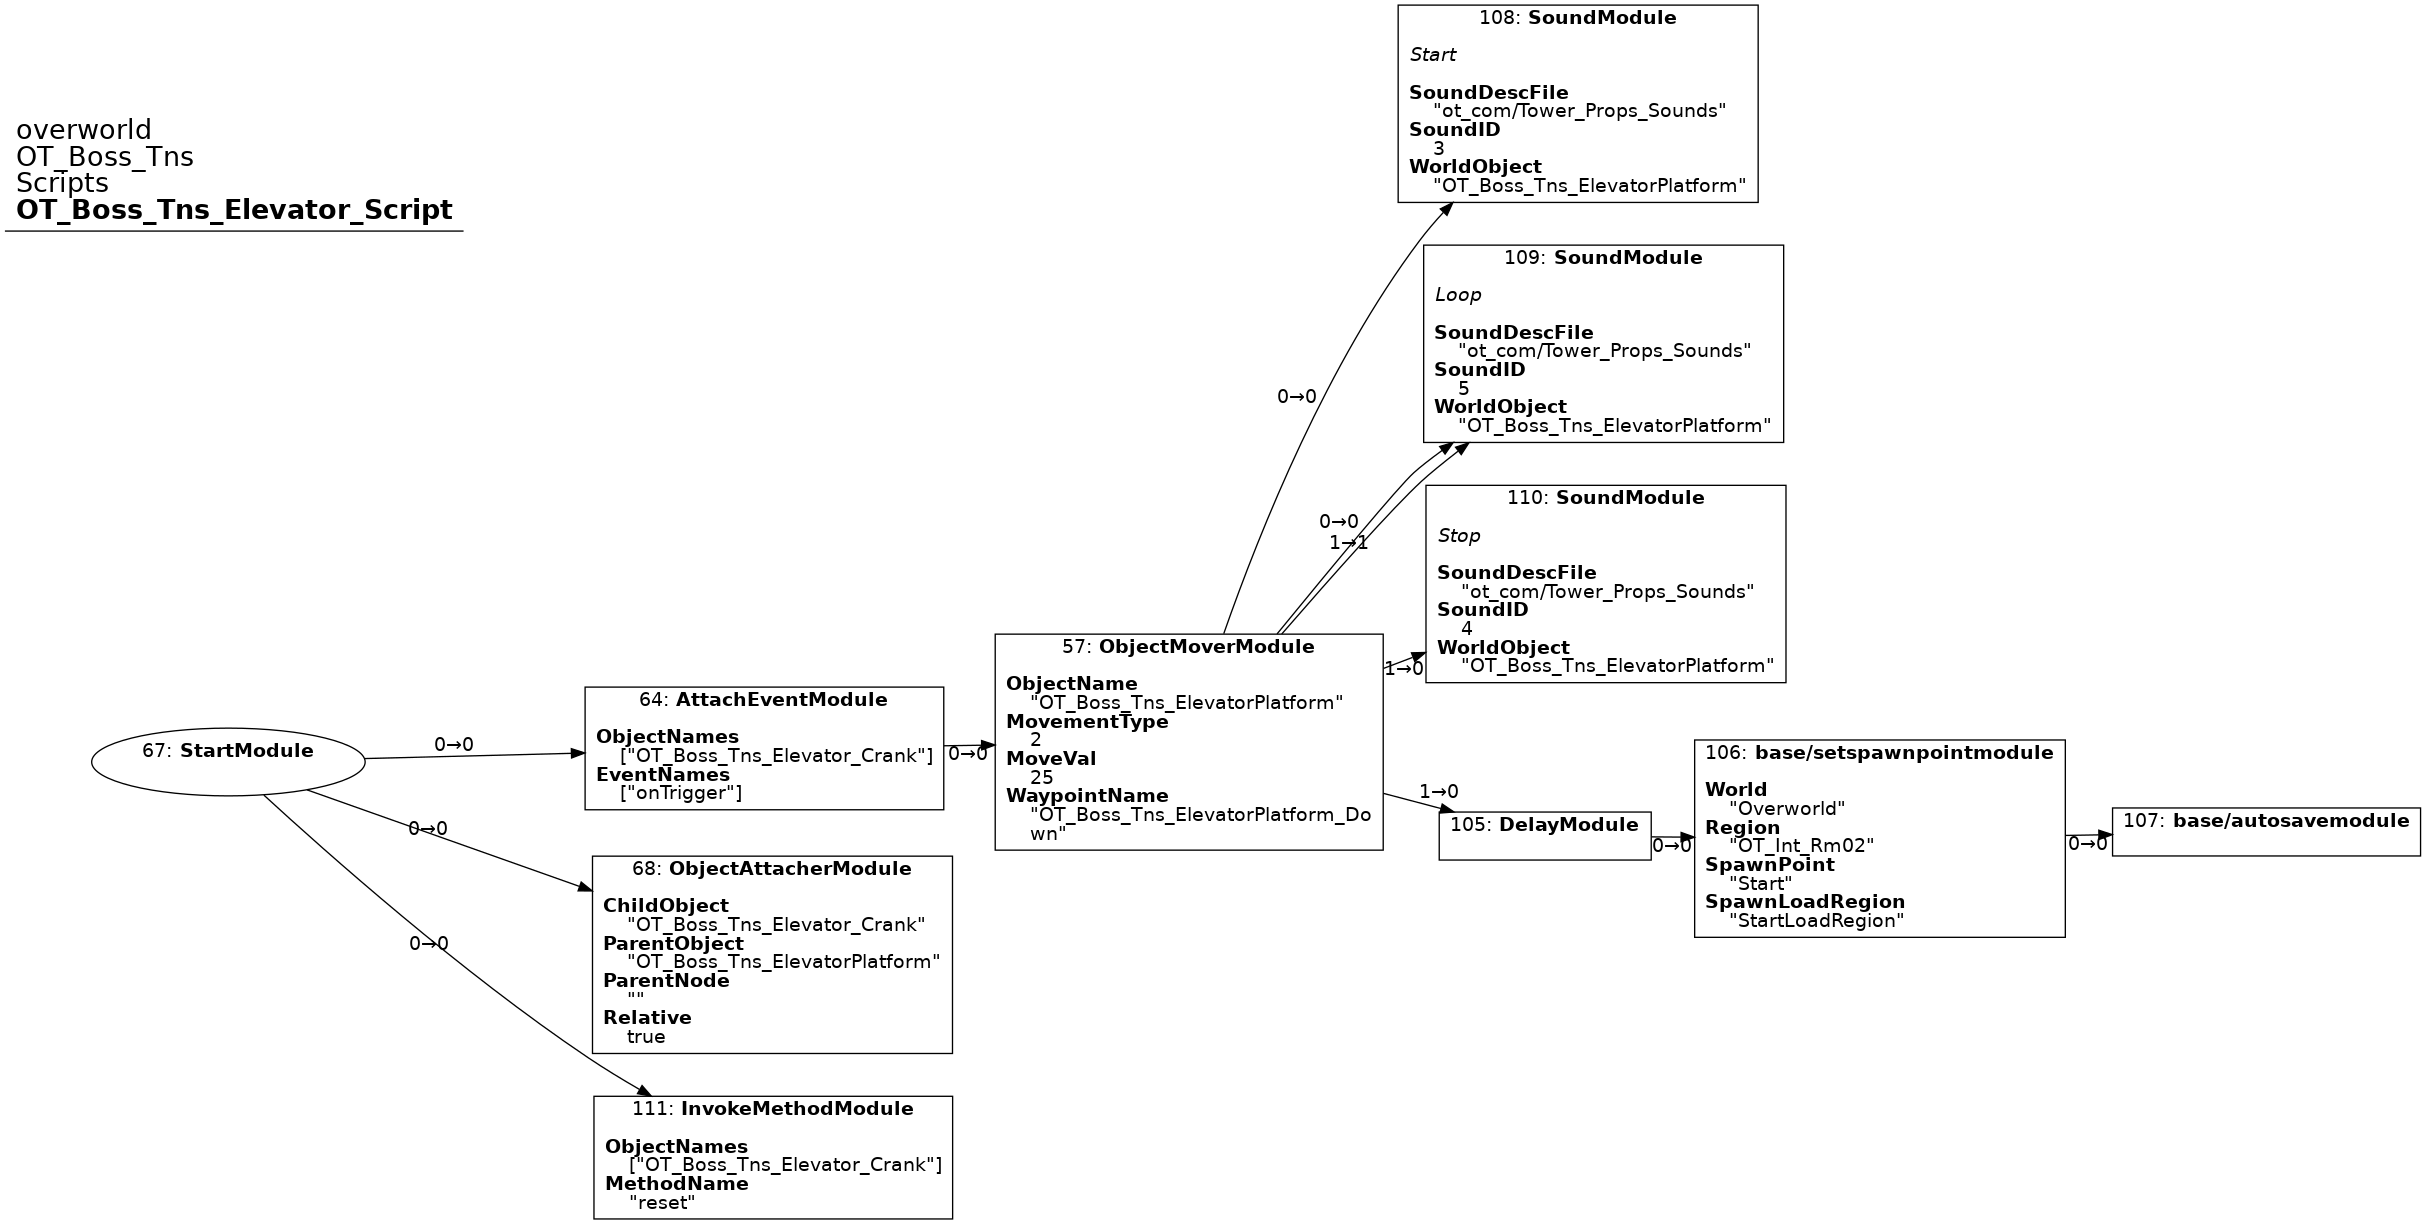 overworld
OT_Boss_Tns
Scripts
OT_Boss_Tns_Elevator_Script
108: SoundModule
Start
SoundDescFile
"ot_com/Tower_Props_Sounds"
SoundID
3
WorldObject
"OT_Boss_Tns_ElevatorPlatform"
109: SoundModule
Loop
SoundDescFile
"ot_com/Tower_Props_Sounds"
SoundID
5
WorldObject
"OT_Boss_Tns_ElevatorPlatform"
0→0
0→0
1→1
110: SoundModule
Stop
SoundDescFile
"ot_com/Tower_Props_Sounds"
SoundID
4
WorldObject
"OT_Boss_Tns_ElevatorPlatform"
67: StartModule
0→0
0→0
0→0
64: AttachEventModule
ObjectNames
["OT_Boss_Tns_Elevator_Crank"]
EventNames
["onTrigger"]
0→0
57: ObjectMoverModule
ObjectName
"OT_Boss_Tns_ElevatorPlatform"
MovementType
2
MoveVal
25
WaypointName
"OT_Boss_Tns_ElevatorPlatform_Do
wn"
1→0
1→0
105: DelayModule
0→0
106: base/setspawnpointmodule
World
"Overworld"
Region
"OT_Int_Rm02"
SpawnPoint
"Start"
SpawnLoadRegion
"StartLoadRegion"
0→0
107: base/autosavemodule
68: ObjectAttacherModule
ChildObject
"OT_Boss_Tns_Elevator_Crank"
ParentObject
"OT_Boss_Tns_ElevatorPlatform"
ParentNode
""
Relative
true
111: InvokeMethodModule
ObjectNames
["OT_Boss_Tns_Elevator_Crank"]
MethodName
"reset"